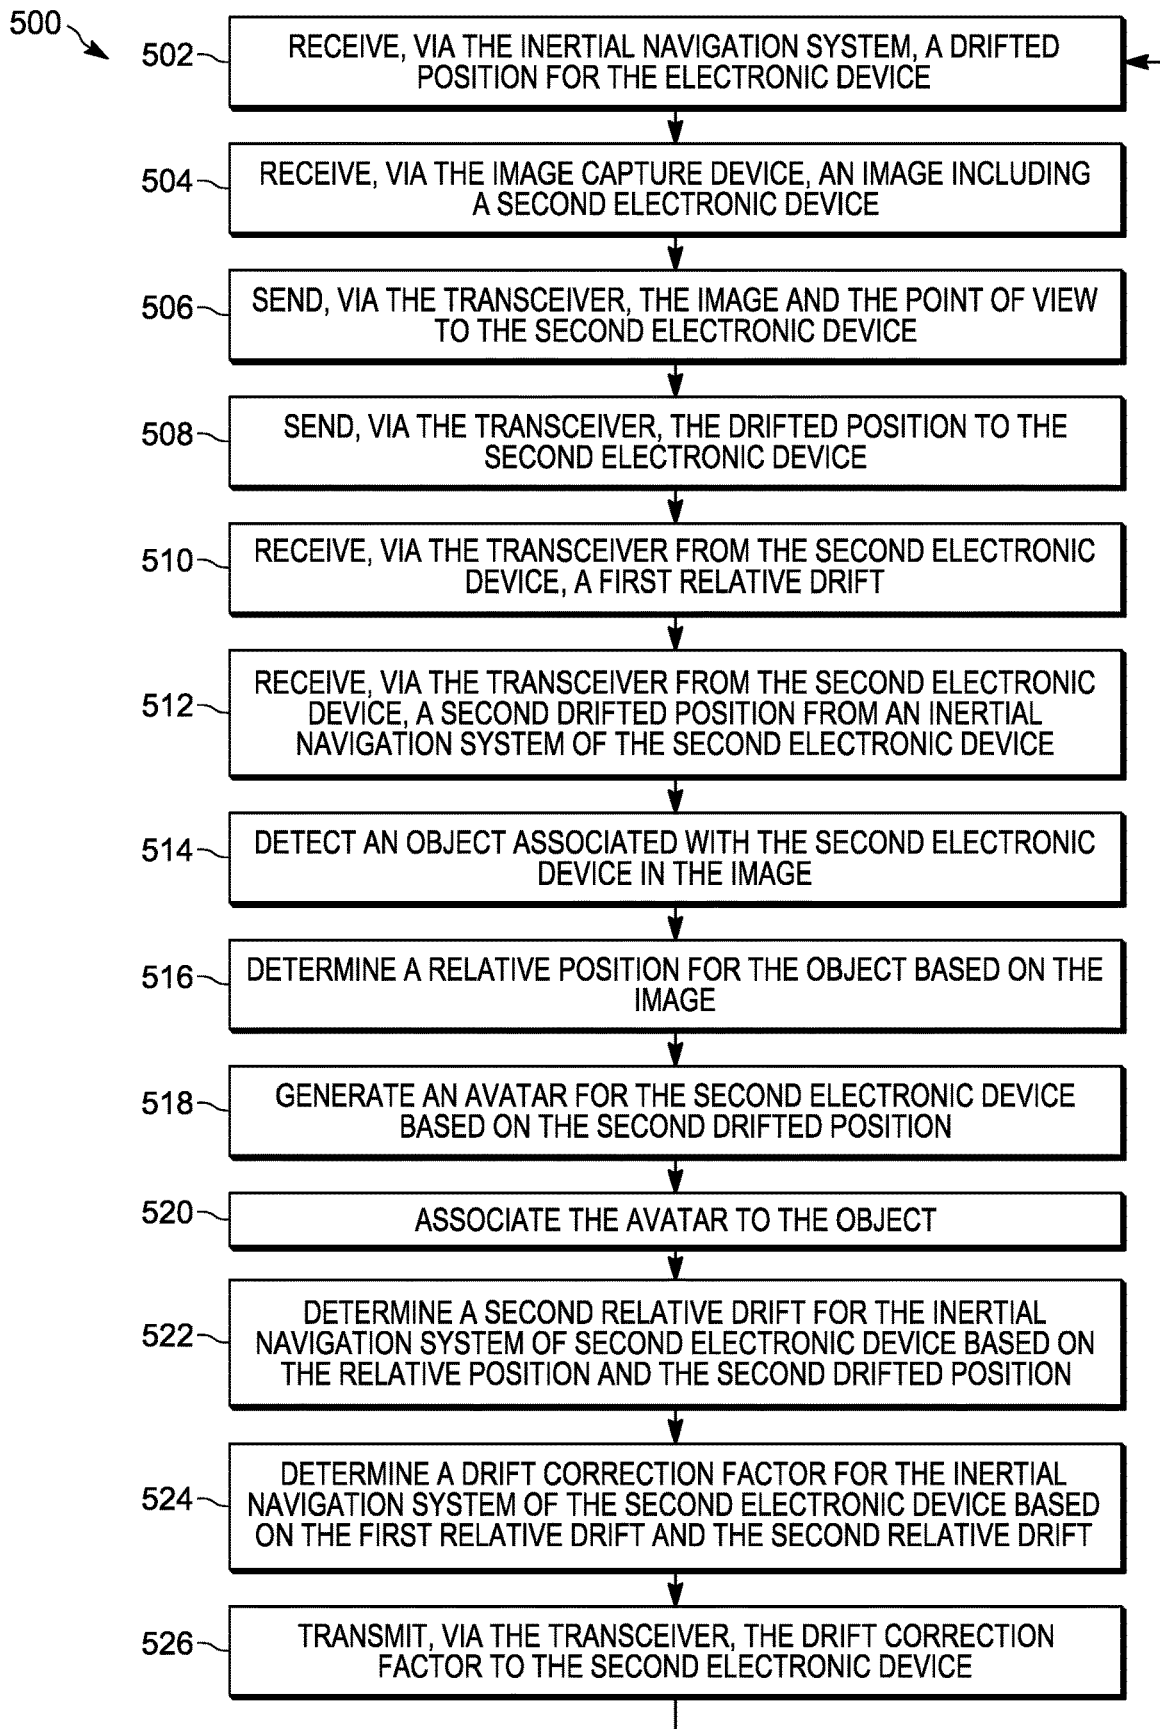 500
502
RECEIVE, VIA THE INERTIAL NAVIGATION SYSTEM, A DRIFTED
POSITION FOR THE ELECTRONIC DEVICE
504
RECEIVE, VIA THE IMAGE CAPTURE DEVICE, AN IMAGE INCLUDING
A SECOND ELECTRONIC DEVICE
506
SEND, VIA THE TRANSCEIVER, THE IMAGE AND THE POINT OF VIEW
TO THE SECOND ELECTRONIC DEVICE
508
SEND, VIA THE TRANSCEIVER, THE DRIFTED POSITION TO THE
SECOND ELECTRONIC DEVICE
510
RECEIVE, VIA THE TRANSCEIVER FROM THE SECOND ELECTRONIC
DEVICE, A FIRST RELATIVE DRIFT
512
RECEIVE, VIA THE TRANSCEIVER FROM THE SECOND ELECTRONIC
DEVICE, A SECOND DRIFTED POSITION FROM AN INERTIAL
NAVIGATION SYSTEM OF THE SECOND ELECTRONIC DEVICE
514
DETECT AN OBJECT ASSOCIATED WITH THE SECOND ELECTRONIC
DEVICE IN THE IMAGE
516
DETERMINE A RELATIVE POSITION FOR THE OBJECT BASED ON THE
IMAGE
518
GENERATE AN AVATAR FOR THE SECOND ELECTRONIC DEVICE
BASED ON THE SECOND DRIFTED POSITION
520
ASSOCIATE THE AVATAR TO THE OBJECT
522
DETERMINE A SECOND RELATIVE DRIFT FOR THE INERTIAL
NAVIGATION SYSTEM OF SECOND ELECTRONIC DEVICE BASED ON
THE RELATIVE POSITION AND THE SECOND DRIFTED POSITION
524
DETERMINE A DRIFT CORRECTION FACTOR FOR THE INERTIAL
NAVIGATION SYSTEM OF THE SECOND ELECTRONIC DEVICE BASED
ON THE FIRST RELATIVE DRIFT AND THE SECOND RELATIVE DRIFT
526
TRANSMIT, VIA THE TRANSCEIVER, THE DRIFT CORRECTION
FACTOR TO THE SECOND ELECTRONIC DEVICE